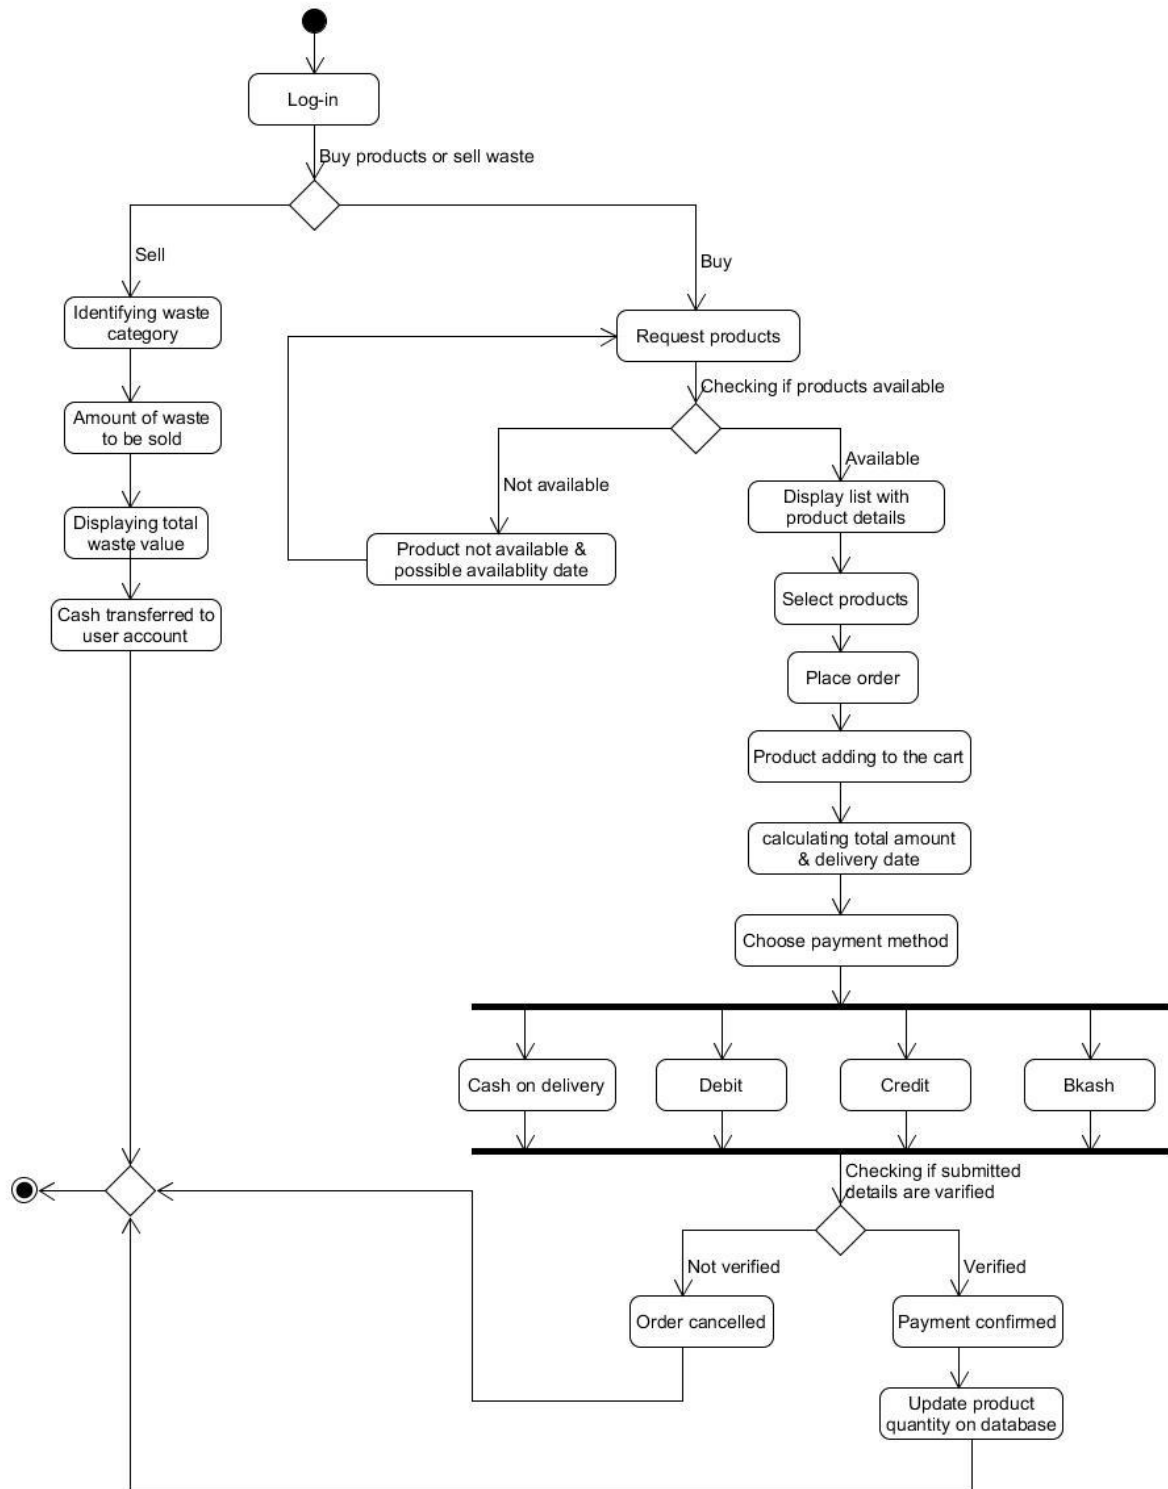 Log-in
Buy products or sell waste
Sell
Buy
Identifying waste
category
Request products
Checking if products available
Amount of waste
to be sold
Not available
Available
Display list with
product details
Displaying total
waste value
Product not available &
possible availablity date
Select products
Cash transferred to
user account
Place order
Product adding to the cart
calculating total amount
& delivery date
Choose payment method
Cash on delivery
Debit
Credit
Bkash
Checking if submitted
details are varified
Not verified
Verified
Order cancelled
Payment confirmed
Update product
quantity on database